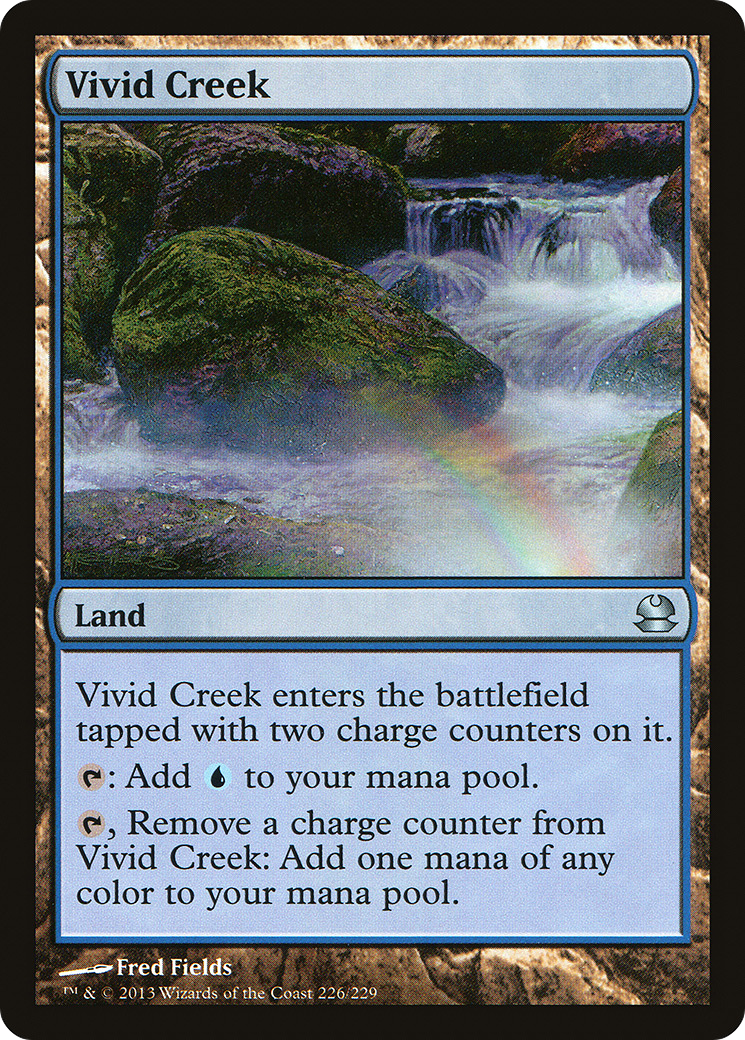 Vivid Creek
Land
Vivid Creek enters the battlefield
tapped with two charge counters on it.
: Add to your mana pool.
, Remove a charge counter from
Vivid Creek: Add one mana of any
color to your mana pool.
Fred Fields
™ & © 2013 Wizards of the Coast 226/229